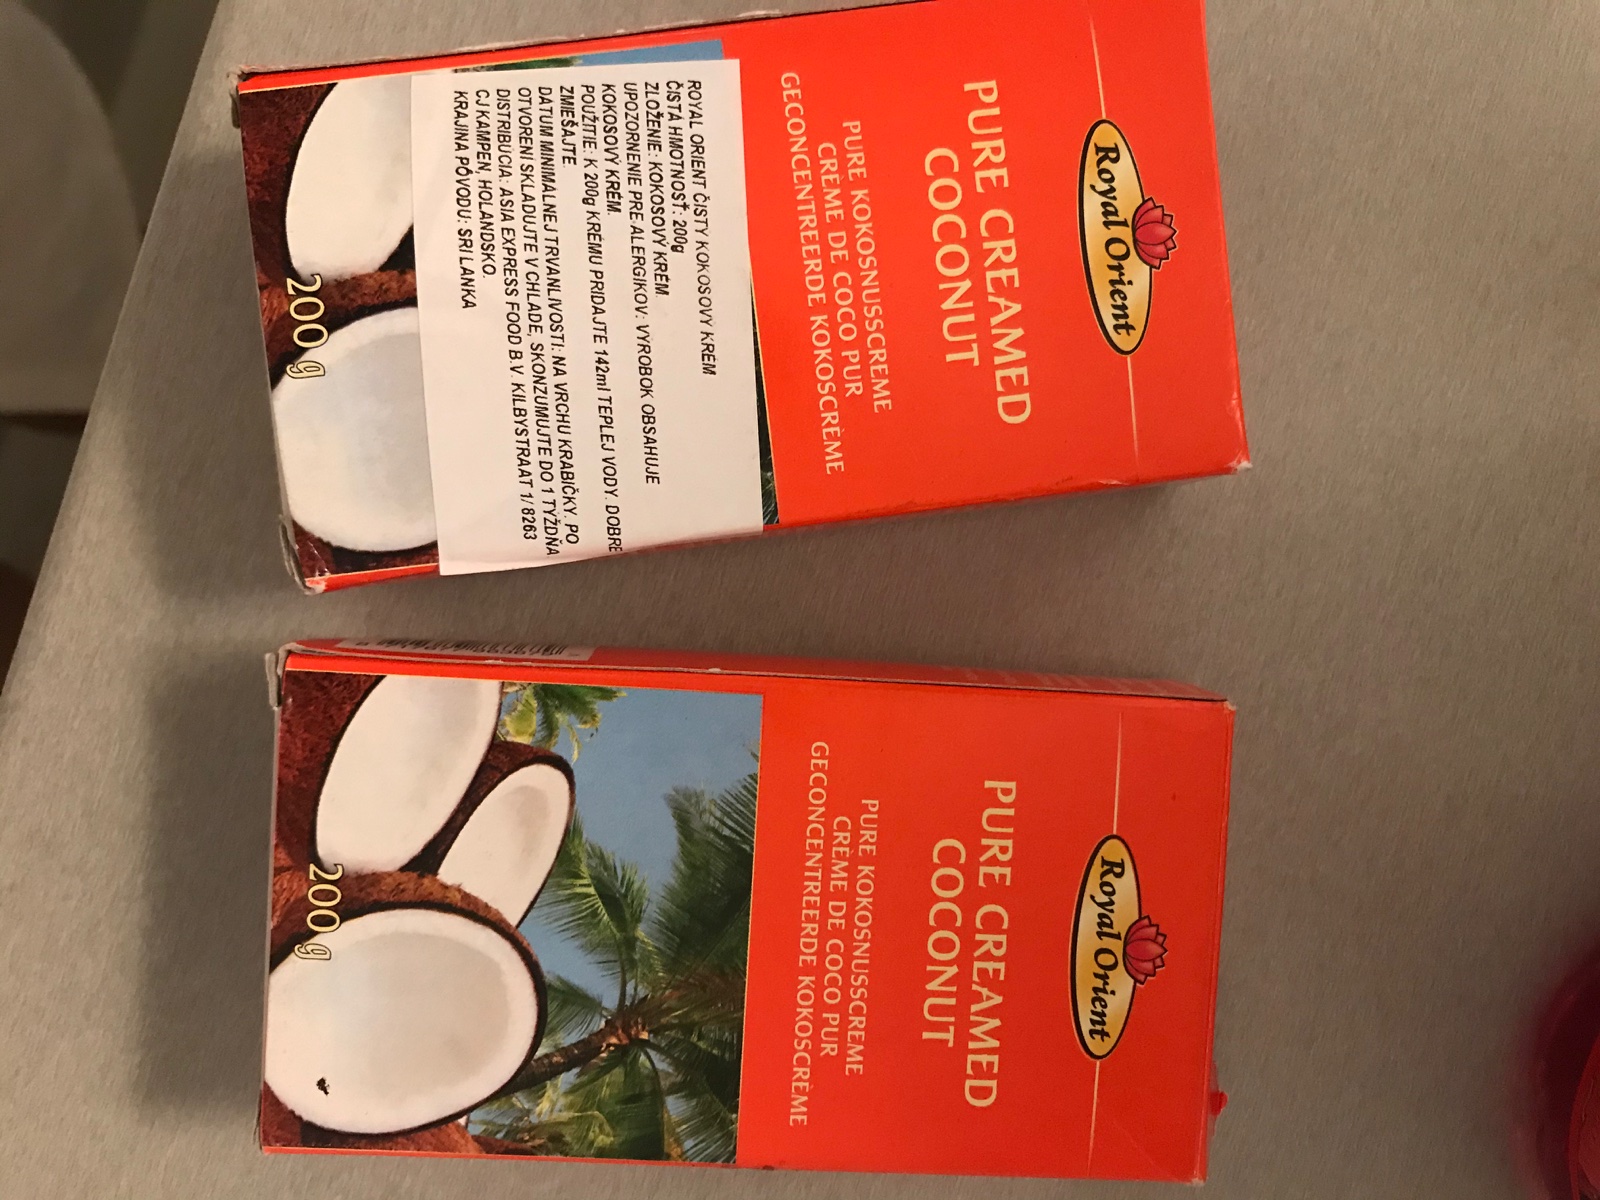 Royal Orient
PURE CREAMED
COCONUT
PURE KOKOSNUSSCREME
CRÈME DE COCO PUR
GECONCENTREERDE KOKOSCRÈME
ROYAL ORIENT ČISTÝ KOKOSOVÝ KRÉM
ČISTÁ HMOTNOSŤ: 200g
ZLOŽENIE: KOKOSOVÝ KRÉM.
UPOZORNENIE PRE ALERGIKOV: VÝROBOK OBSAHUJE
KOKOSOVÝ KRÉM.
POUŽITIE: K 200g KRÉMU PRIDAJTE 142ml TEPLEJ VODY. DOBRE
ZMIEŠAJTE.
DÁTUM MINIMALNEJ TRVANLIVOSTI: NA VRCHU KRABIČKY. PO
OTVORENÍ SKLADUJTE V CHLADE, SKONZUMUJTE DO 1 TÝŽDŇA
DISTRIBÚCIA: ASIA EXPRESS FOOD B.V. KILBYSTRAAT 1/ 8263
CJ KAMPEN, HOLANDSKO.
KRAJINA PÔVODU: SRI LANKA
200 g
Royal Orient
PURE CREAMED
COCONUT
PURE KOKOSNUSSCREME
CRÈME DE COCO PUR
GECONCENTREERDE KOKOSCRÈME
200 g